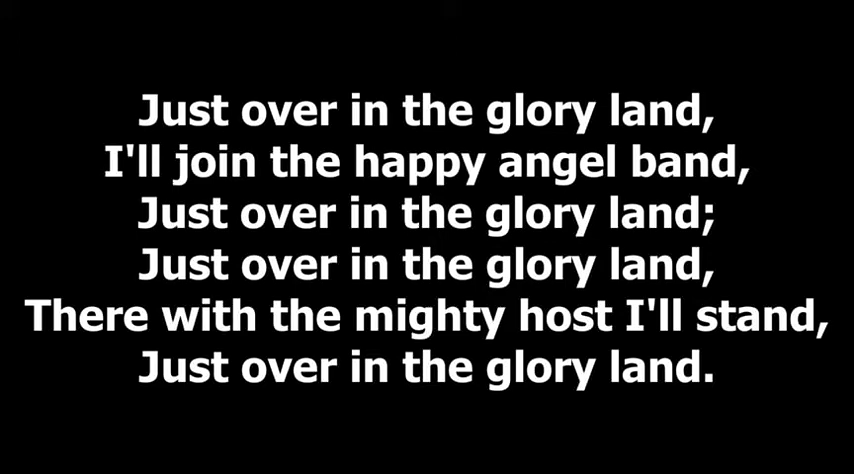 Just over in the glory land,
I'll join the happy angel band,
Just over in the glory land;
Just over in the glory land,
There with the mighty host I'll stand,
Just over in the glory land.